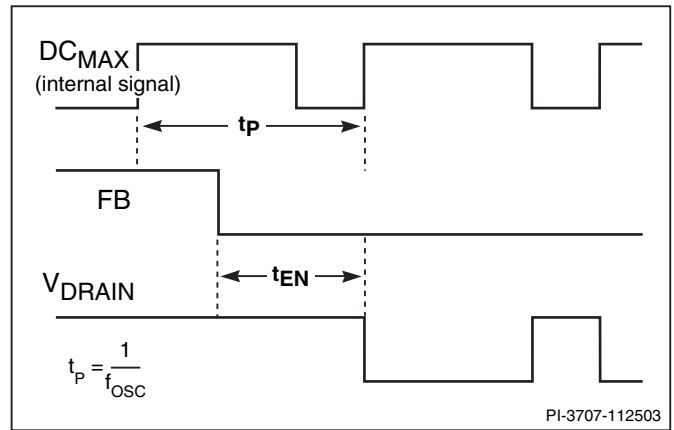 DCMAX
(internal signal)
tP
FB
tEN
VDRAIN
tP = 1/fOSC
PI-3707-112503